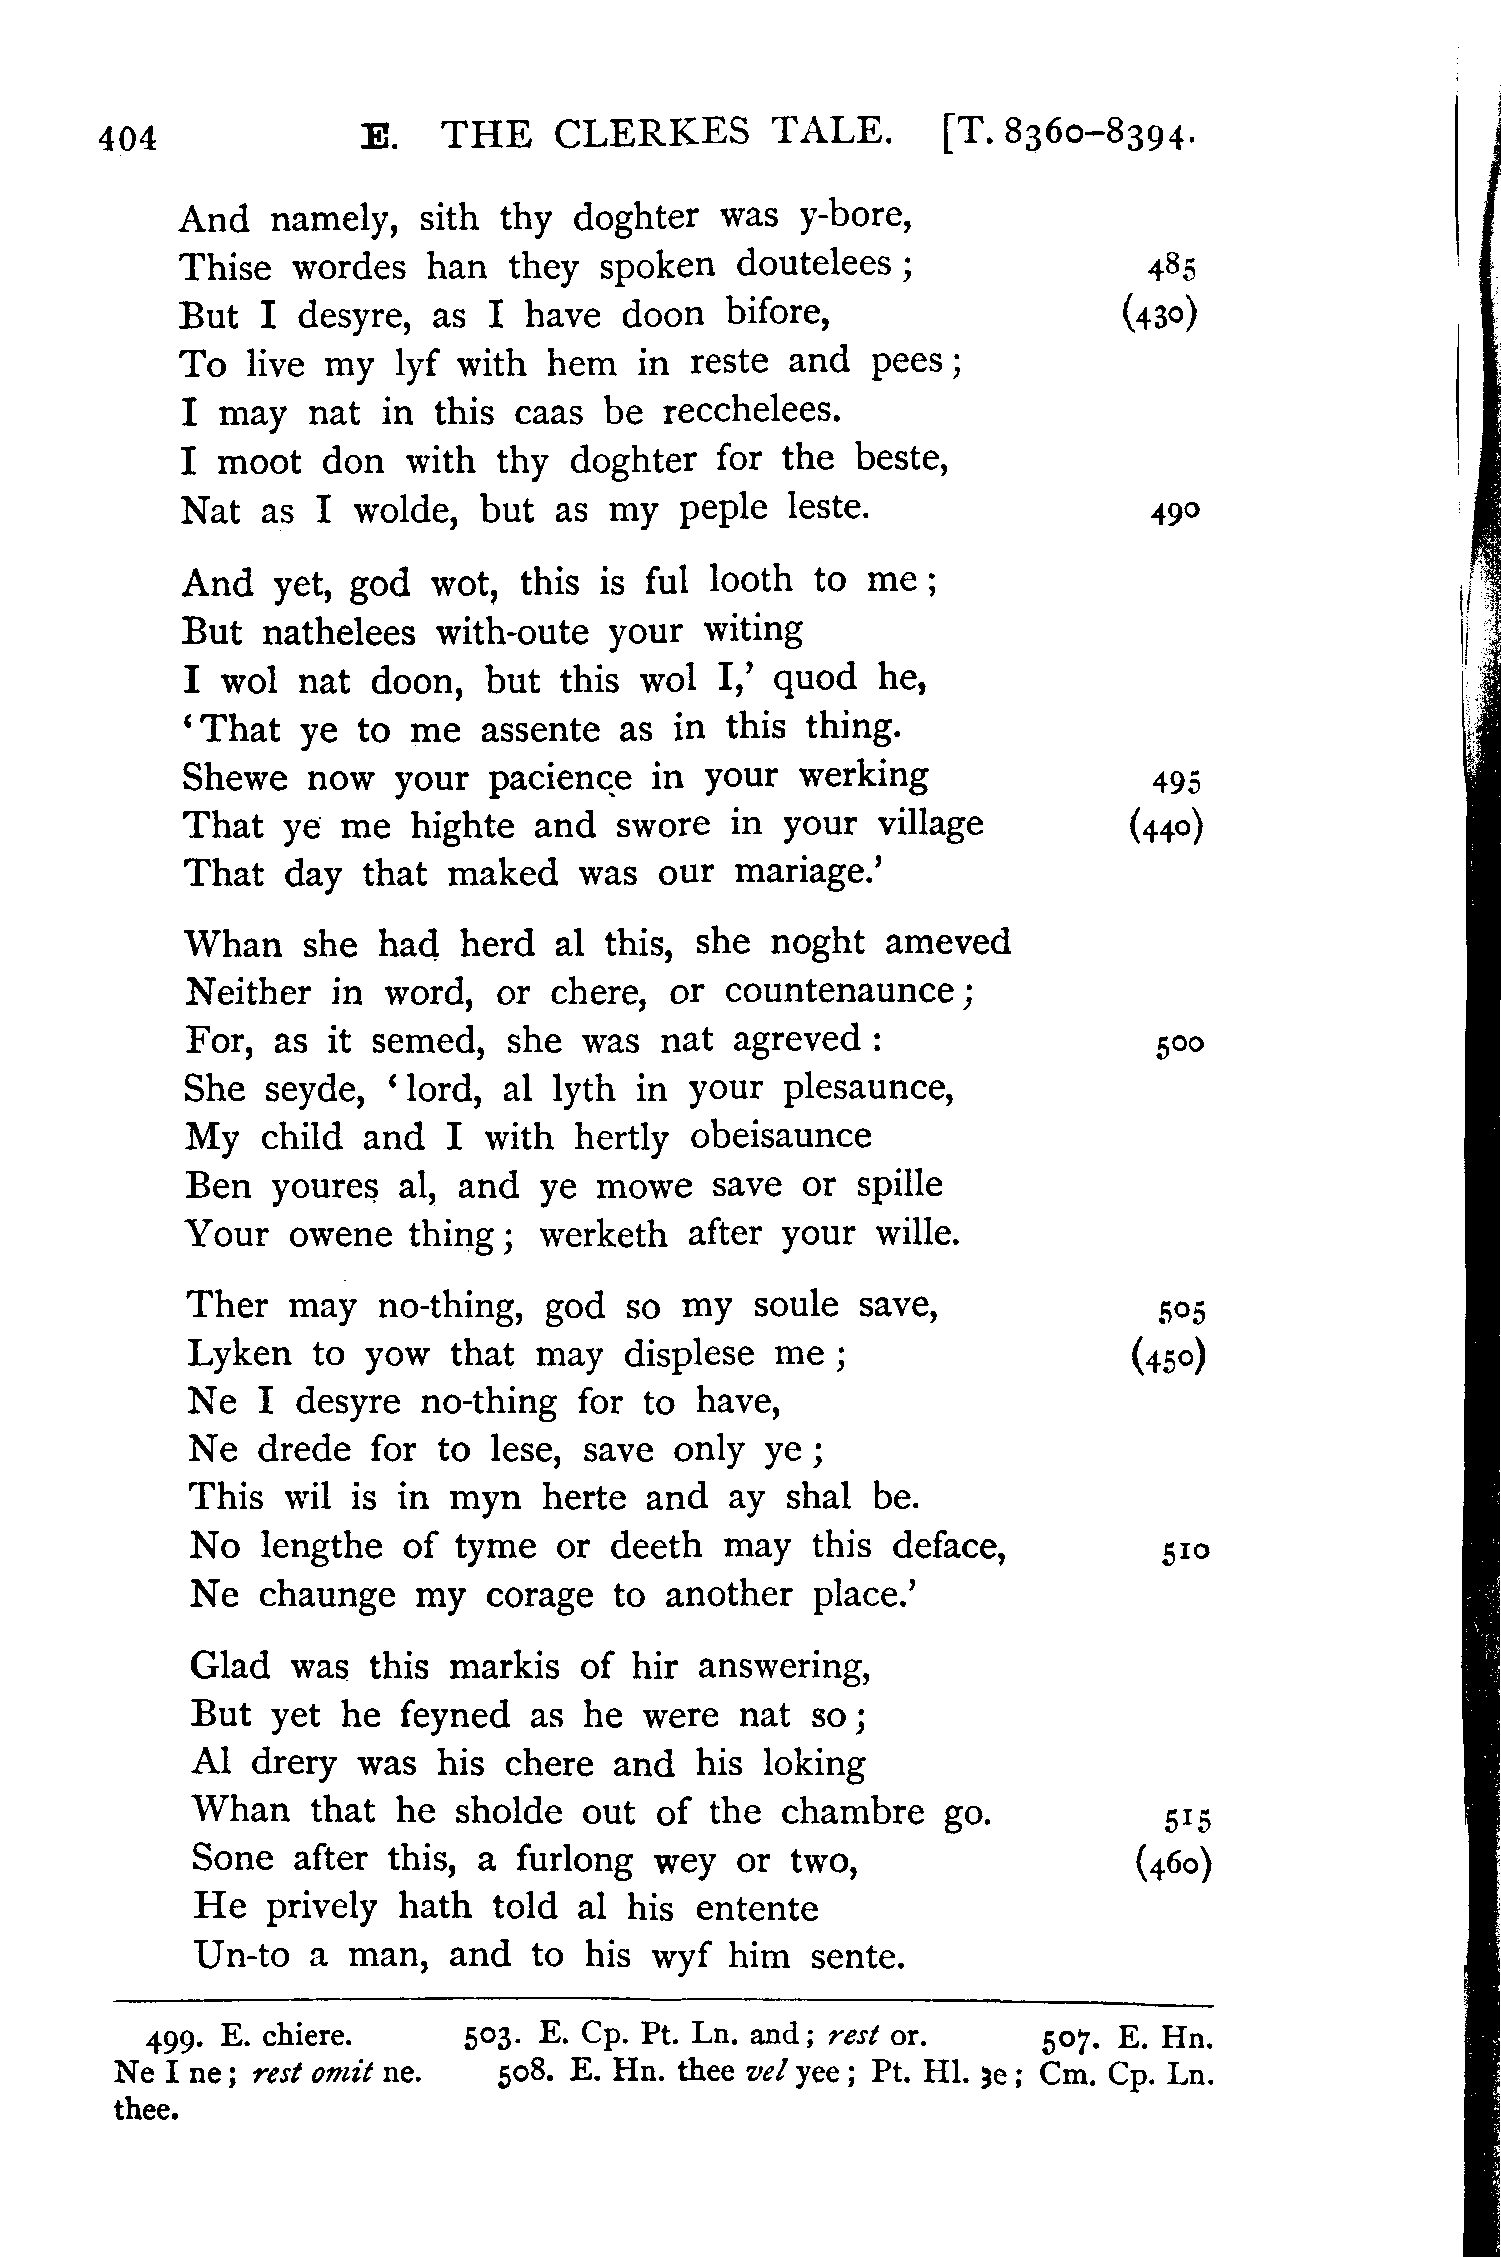 404 E. THE CLERKES TALE. [T. 8360–8394.
And namely, sith thy doghter was y-bore,
Thise wordes han they spoken doutelees; 485
But I desyre, as I have doon bifore, (430)
To live my lyf with hem in reste and pees;
I may nat in this caas be recchelees.
I moot don with thy doghter for the beste,
Nat as I wolde, but as my peple leste. 490
And yet, god wot, this is ful looth to me;
But nathelees with-oute your witing
I wol nat doon, but this wol I,’ quod he,
‘That ye to me assente as in this thing.
Shewe now your pacience in your werking 495
That ye me highte and swore in your village (440)
That day that maked was our mariage.’
Whan she had herd al this, she noght ameved
Neither in word, or chere, or countenaunce;
For, as it semed, she was nat agreved: 500
She seyde, ‘lord, al lyth in your plesaunce,
My child and I with hertly obeisaunce
Ben youres al, and ye mowe save or spille
Your owene thing; werketh after your wille.
Ther may no-thing, god so my soule save, 505
Lyken to yow that may displese me; (450)
Ne I desyre no-thing for to have,
Ne drede for to lese, save only ye;
This wil is in myn herte and ay shal be.
No lengthe of tyme or deeth may this deface, 510
Ne chaunge my corage to another place.’
Glad was this markis of hir answering,
But yet he feyned as he were nat so;
Al drery was his chere and his loking
Whan that he sholde out of the chambre go. 515
Sone after this, a furlong wey or two, (460)
He prively hath told al his entente
Un-to a man, and to his wyf him sente.
499. E. chiere. 503. E. Cp. Pt. Ln. and; rest or. 507. E. Hn.
Ne I ne; rest omit ne. 508. E. Hn. thee vel yee; Pt. Hl. ȝe; Cm. Cp. Ln.
thee.